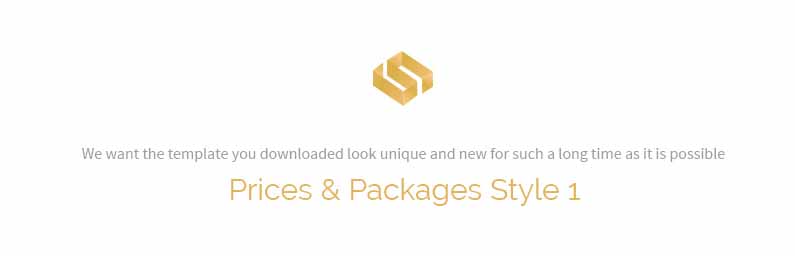 We want the template you downloaded look unique and new for such a long time as it is possible
Prices & Packages Style 1